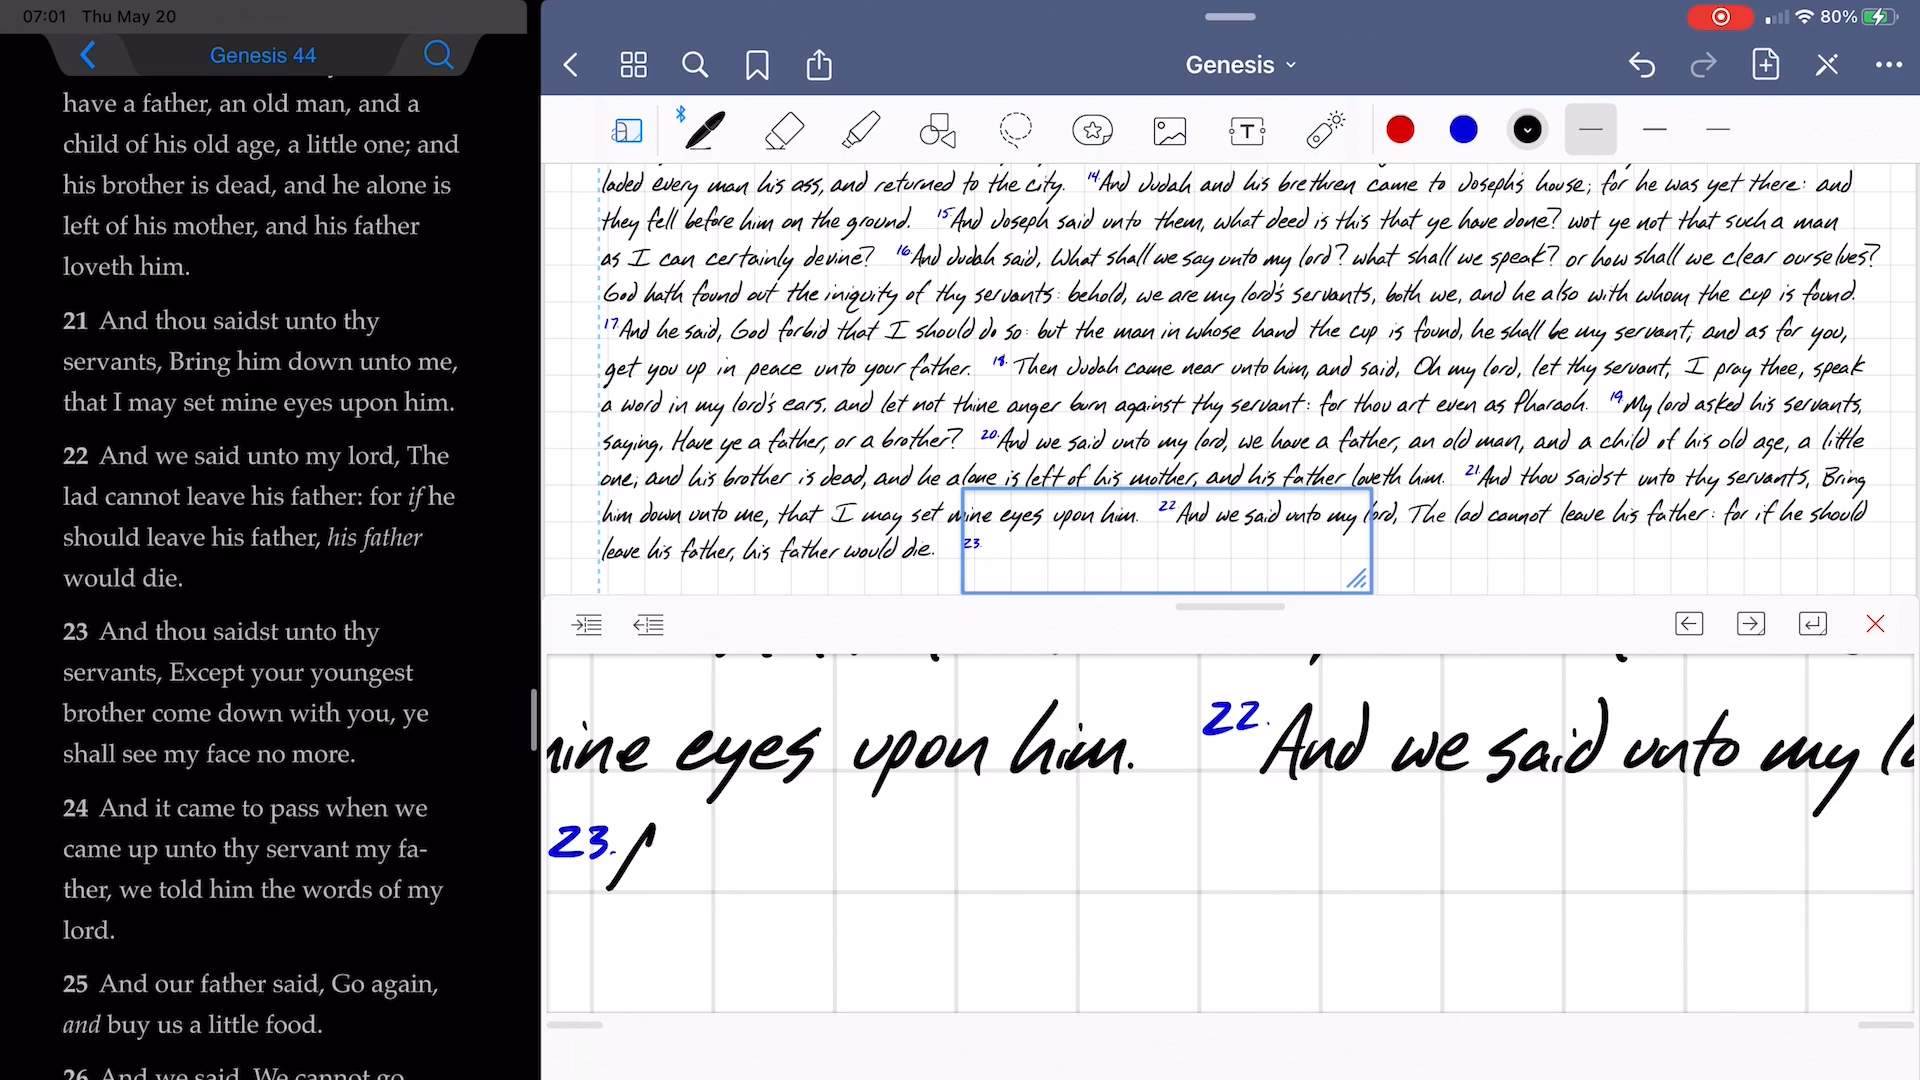 07:01 Thu May 20
Genesis 44
have a father, an old man, and a
child of his old age, a little one; and
his brother is dead, and he alone is
left of his mother, and his father
loveth him.
21 And thou saidst unto thy
servants, Bring him down unto me,
that I may set mine eyes upon him.
22 And we said unto my lord, The
lad cannot leave his father: for if he
should leave his father, his father
would die.
23 And thou saidst unto thy
servants, Except your youngest
brother come down with you, ye
shall see my face no more.
24 And it came to pass when we
came up unto thy servant my fa-
ther, we told him the words of my
lord.
25 And our father said, Go again,
and buy us a little food.
26 And we said, We cannot go
80%
Genesis
laded every man his ass, and returned to the city. 14. And Judah and his brethren came to Joseph's house; for he was yet there: and
they fell before him on the ground. 15. And Joseph said unto them, what deed is this that ye have done? wot ye not that such a man
as I can certainly devine? 16. And Judah said, What shall we say unto my lord? what shall we speak? or how shall we clear ourselves?
God hath found out the iniquity of thy servants: behold, we are my lord's servants, both we, and he also with whom the cup is found.
17. And he said, God forbid that I should do so: but the man in whose hand the cup is found, he shall be my servant; and as for you,
get you up in peace unto your father. 18. Then Judah came near unto him, and said, Oh my lord, let thy servant, I pray thee, speak
a word in my lord's ears, and let not thine anger burn against thy servant: for thou art even as Pharaoh. 19. My lord asked his servants,
saying, Have ye a father, or a brother? 20. And we said unto my lord, we have a father, an old man, and a child of his old age, a little
one; and his brother is dead, and he alone is left of his mother, and his father loveth him. 21. And thou saidst unto thy servants, Bring
him down unto me, that I may set mine eyes upon him. 22 And we said unto my lord, The lad cannot leave his father: for if he should
leave his father, his father would die. 23.
mine eyes upon him. 22. And we said unto my
23.